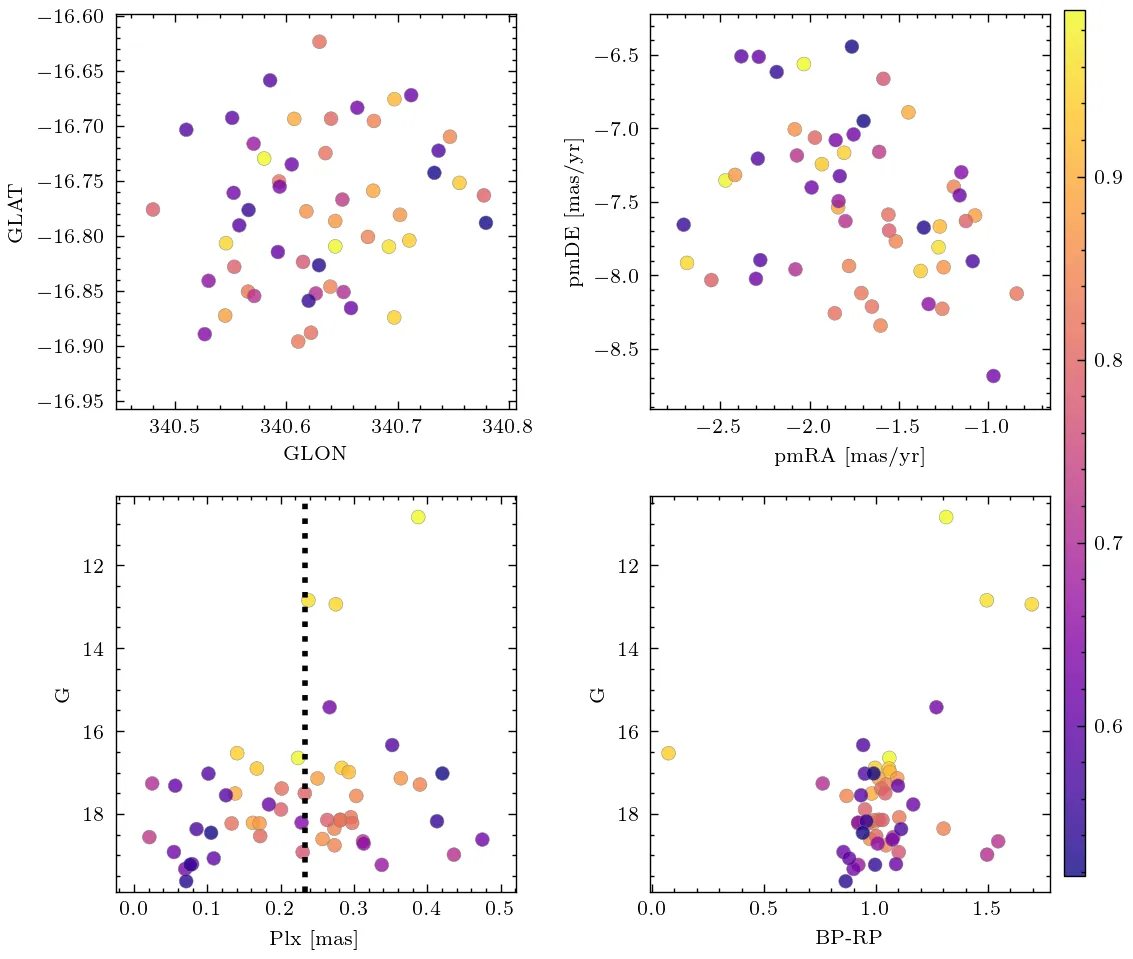 −16.60
−16.65
−16.70
−16.75
−16.80
−16.85
−16.90
−16.95
GLAT
340.5 340.6 340.7 340.8
GLON
−6.5
−7.0
−7.5
−8.0
−8.5
pmDE [mas/yr]
−2.5 −2.0 −1.5 −1.0
pmRA [mas/yr]
12
14
16
18
G
0.0 0.1 0.2 0.3 0.4 0.5
Plx [mas]
12
14
16
18
G
0.0 0.5 1.0 1.5
BP-RP
0.9
0.8
0.7
0.6